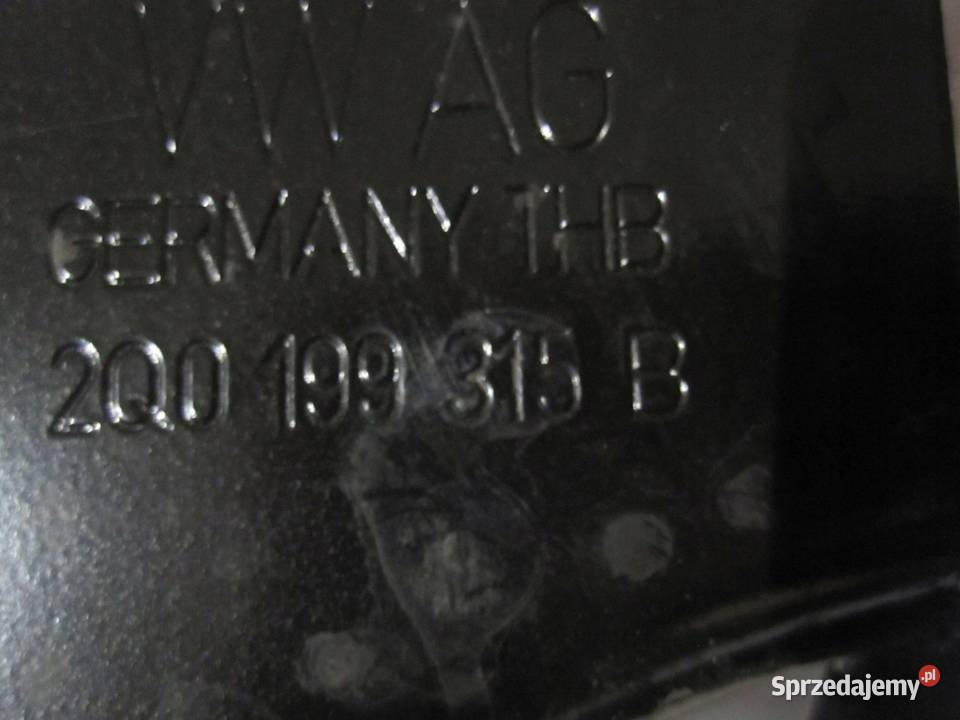 VW AG
GERMANY THB
2Q0 199 315 B
Sprzedajemy.pl